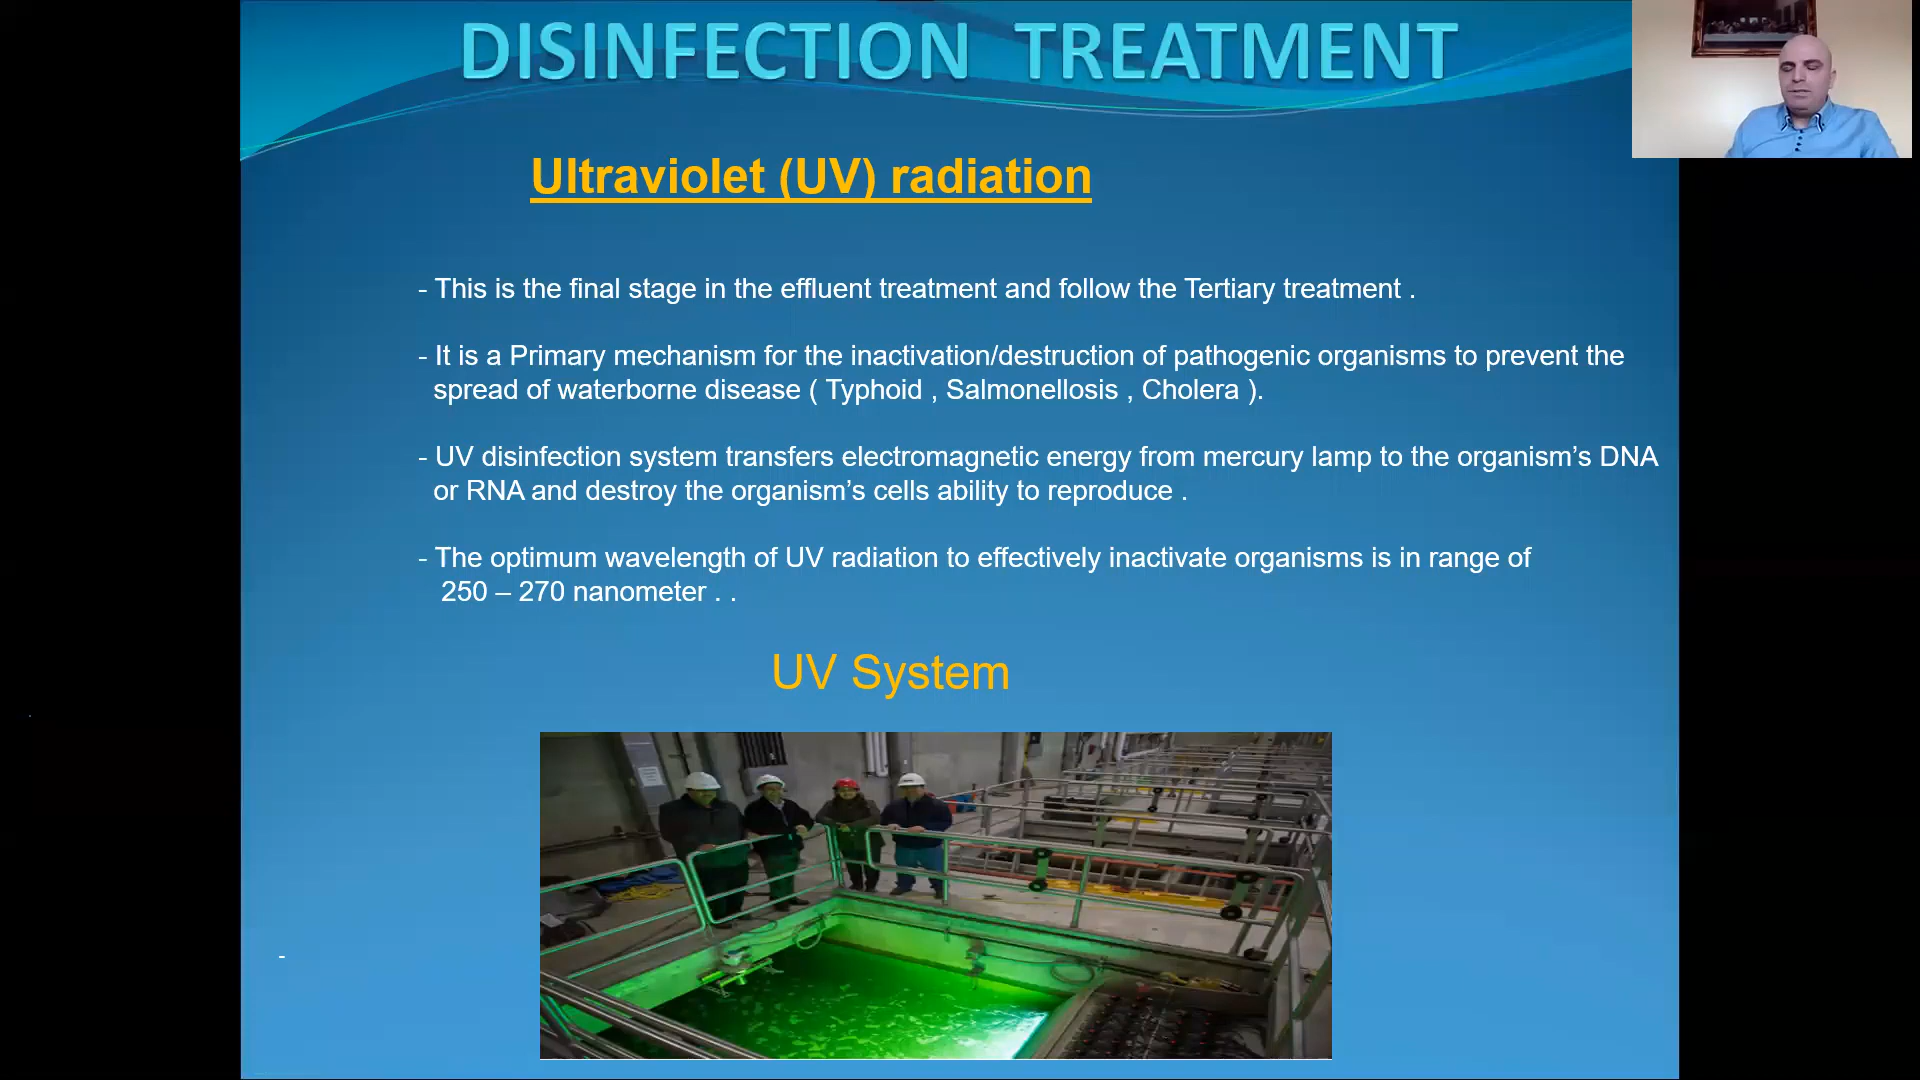 DISINFECTION TREATMENT
Ultraviolet (UV) radiation
- This is the final stage in the effluent treatment and follow the Tertiary treatment .
- It is a Primary mechanism for the inactivation/destruction of pathogenic organisms to prevent the
spread of waterborne disease ( Typhoid , Salmonellosis , Cholera ).
- UV disinfection system transfers electromagnetic energy from mercury lamp to the organism’s DNA
or RNA and destroy the organism’s cells ability to reproduce .
- The optimum wavelength of UV radiation to effectively inactivate organisms is in range of
250 – 270 nanometer . .
UV System
-